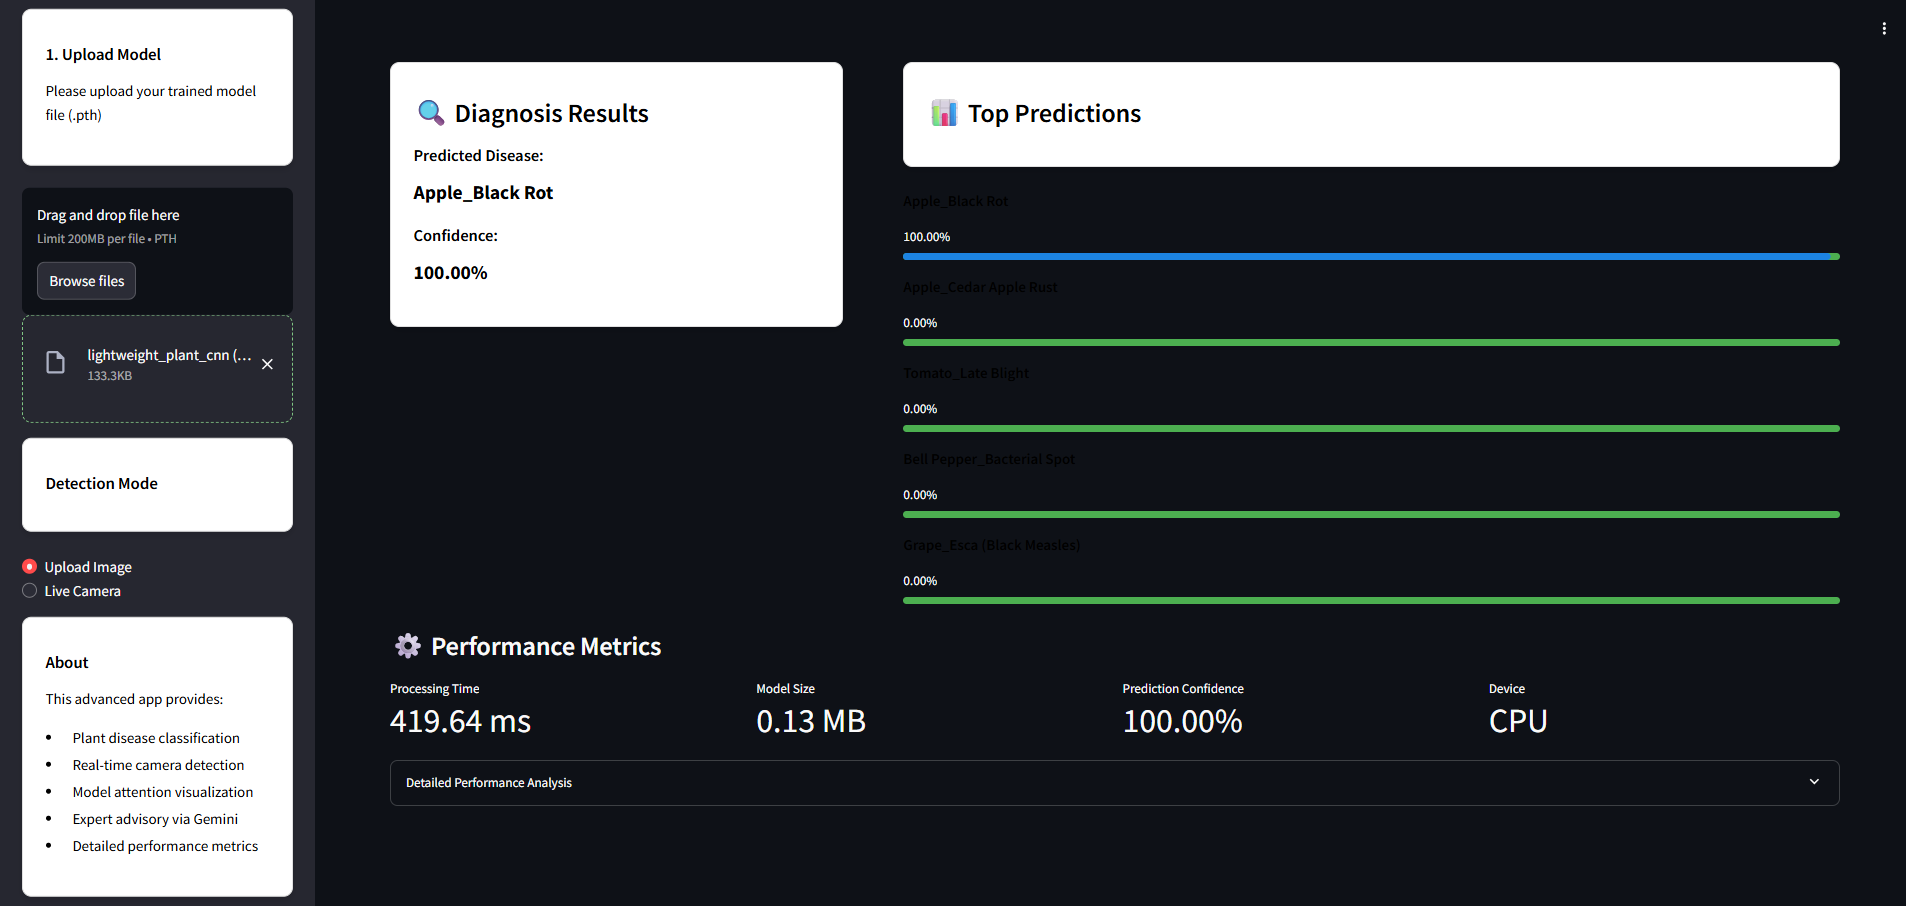 1. Upload Model
Please upload your trained model
file (.pth)
Drag and drop file here
Limit 200MB per file • PTH
Browse files
lightweight_plant_cnn (...
133.3KB
Detection Mode
Upload Image
Live Camera
About
This advanced app provides:
• Plant disease classification
• Real-time camera detection
• Model attention visualization
• Expert advisory via Gemini
• Detailed performance metrics
Diagnosis Results
Predicted Disease:
Apple_Black Rot
Confidence:
100.00%
Top Predictions
Apple_Black Rot
100.00%
Apple_Cedar Apple Rust
0.00%
Tomato_Late Blight
0.00%
Bell Pepper_Bacterial Spot
0.00%
Grape_Esca (Black Measles)
0.00%
Performance Metrics
Processing Time
419.64 ms
Model Size
0.13 MB
Prediction Confidence
100.00%
Device
CPU
Detailed Performance Analysis